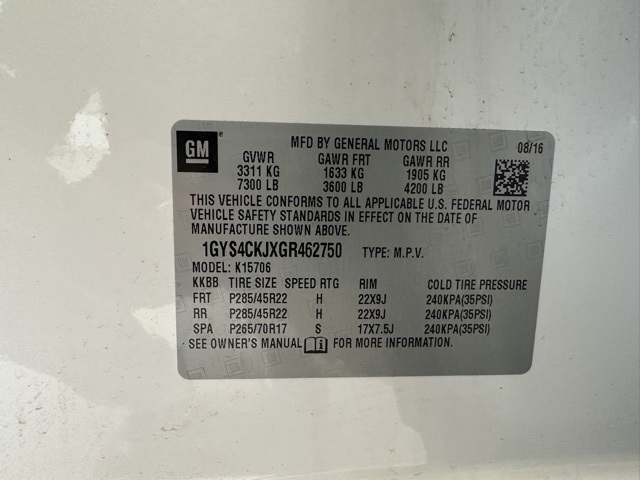 GM ® MFD BY GENERAL MOTORS LLC 08/16
GVWR GAWR FRT GAWR RR
3311 KG 1633 KG 1905 KG
7300 LB 3600 LB 4200 LB
THIS VEHICLE CONFORMS TO ALL APPLICABLE U.S. FEDERAL MOTOR
VEHICLE SAFETY STANDARDS IN EFFECT ON THE DATE OF
MANUFACTURE SHOWN ABOVE.
1GYS4CKJXGR462750 TYPE: M.P.V.
MODEL: K15706
KKBB TIRE SIZE SPEED RTG RIM COLD TIRE PRESSURE
FRT P285/45R22 H 22X9J 240KPA(35PSI)
RR P285/45R22 H 22X9J 240KPA(35PSI)
SPA P265/70R17 S 17X7.5J 240KPA(35PSI)
SEE OWNER'S MANUAL FOR MORE INFORMATION.